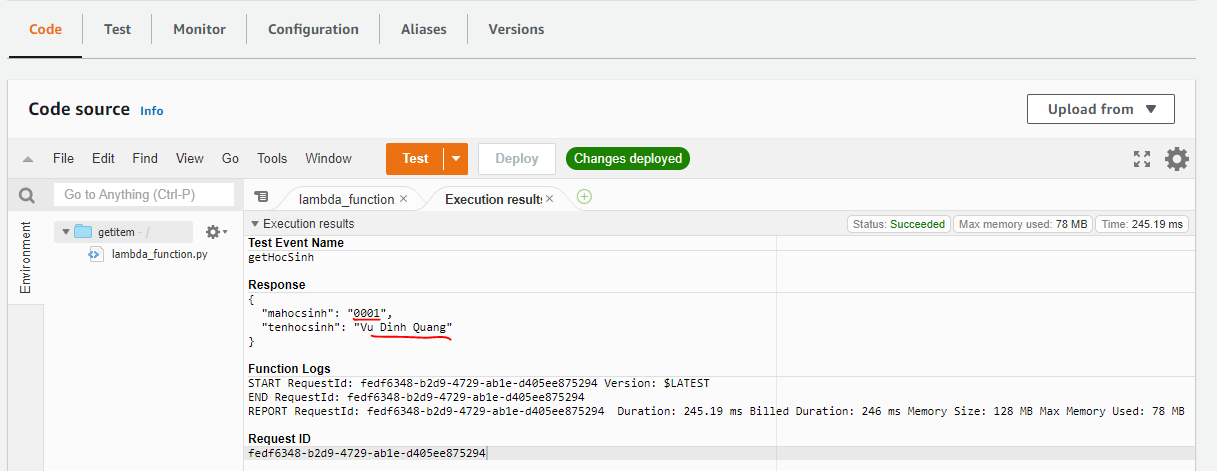 Code Test Monitor Configuration Aliases Versions
Code source Info
Upload from
File Edit Find View Go Tools Window Test Deploy Changes deployed
Go to Anything (Ctrl-P)
lambda_function Execution results
Environment
getitem - /
lambda_function.py
Execution results Status: Succeeded Max memory used: 78 MB Time: 245.19 ms
Test Event Name
getHocSinh
Response
{
"mahocsinh": "0001",
"tenhocsinh": "Vu Dinh Quang"
}
Function Logs
START RequestId: fedf6348-b2d9-4729-ab1e-d405ee875294 Version: $LATEST
END RequestId: fedf6348-b2d9-4729-ab1e-d405ee875294
REPORT RequestId: fedf6348-b2d9-4729-ab1e-d405ee875294 Duration: 245.19 ms Billed Duration: 246 ms Memory Size: 128 MB Max Memory Used: 78 MB
Request ID
fedf6348-b2d9-4729-ab1e-d405ee875294